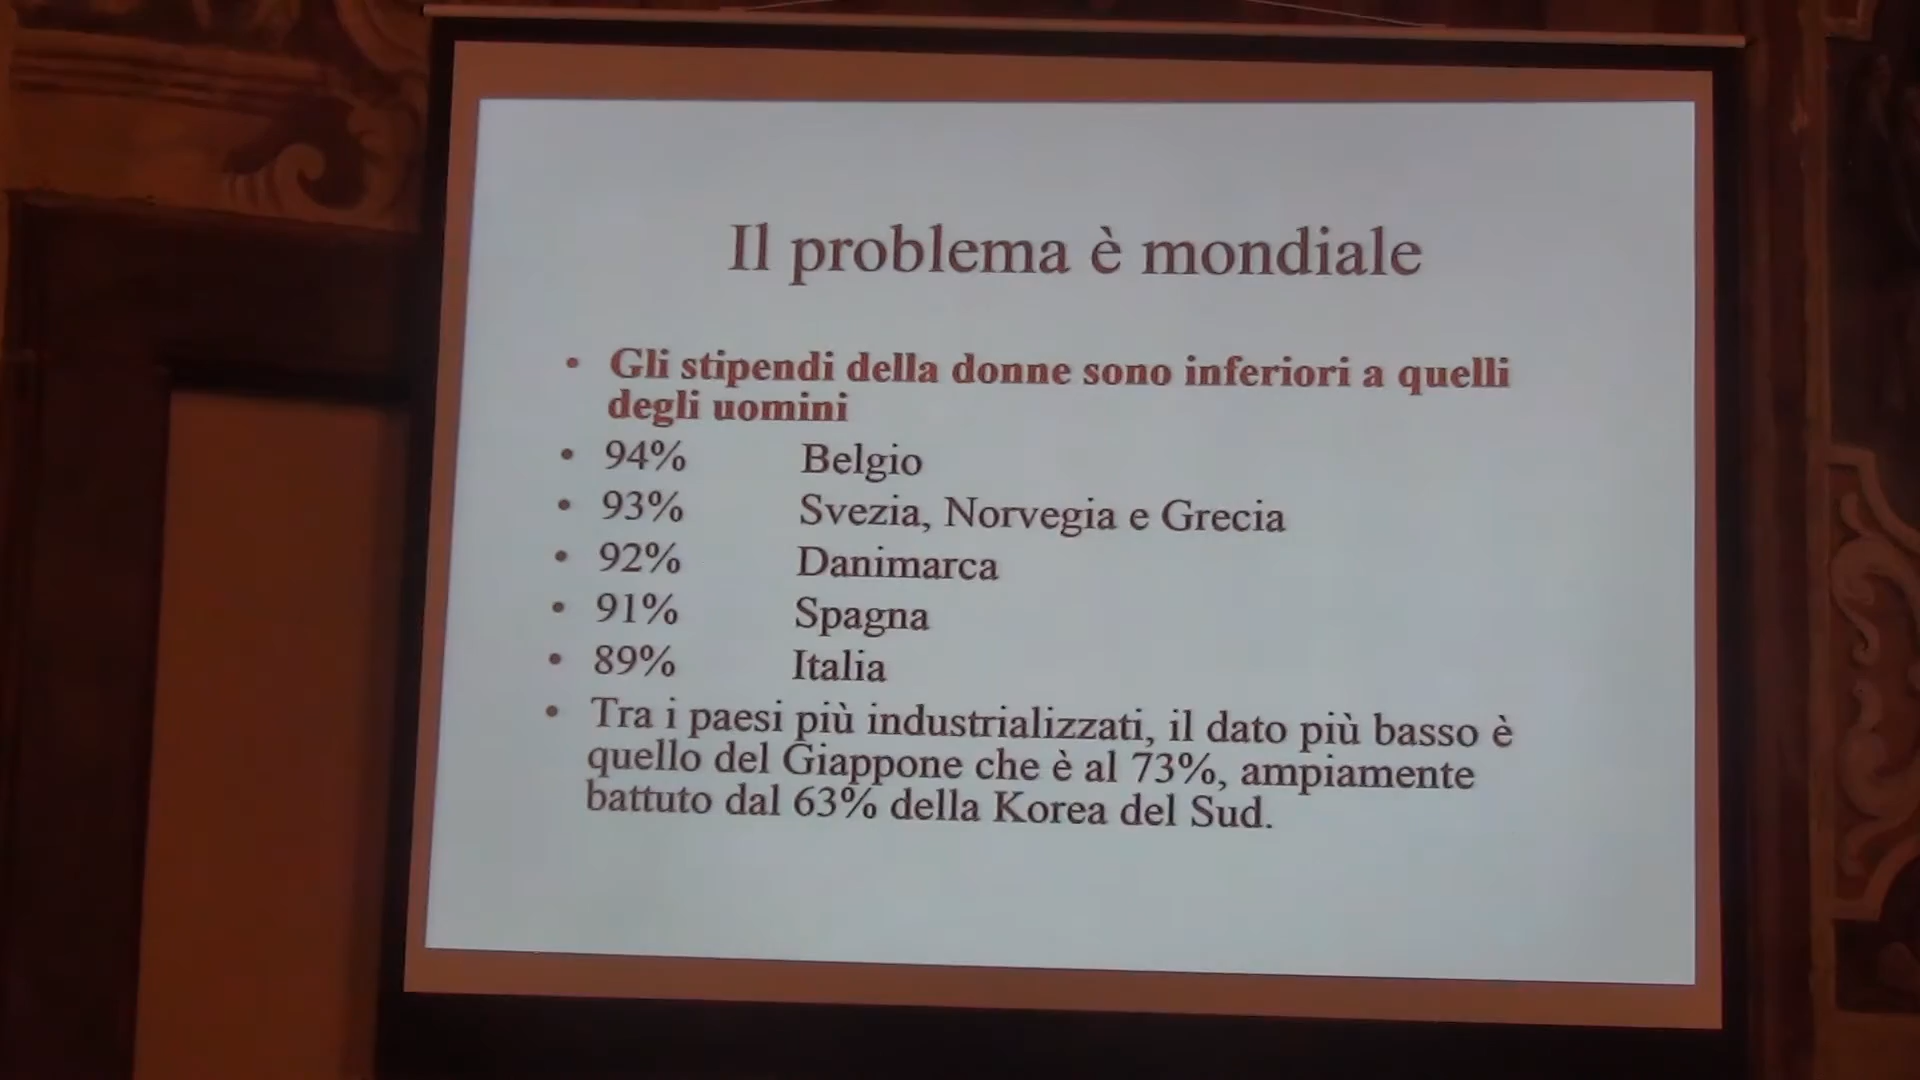 Il problema è mondiale
• Gli stipendi della donne sono inferiori a quelli
degli uomini
• 94% Belgio
• 93% Svezia, Norvegia e Grecia
• 92% Danimarca
• 91% Spagna
• 89% Italia
• Tra i paesi più industrializzati, il dato più basso è
quello del Giappone che è al 73%, ampiamente
battuto dal 63% della Korea del Sud.